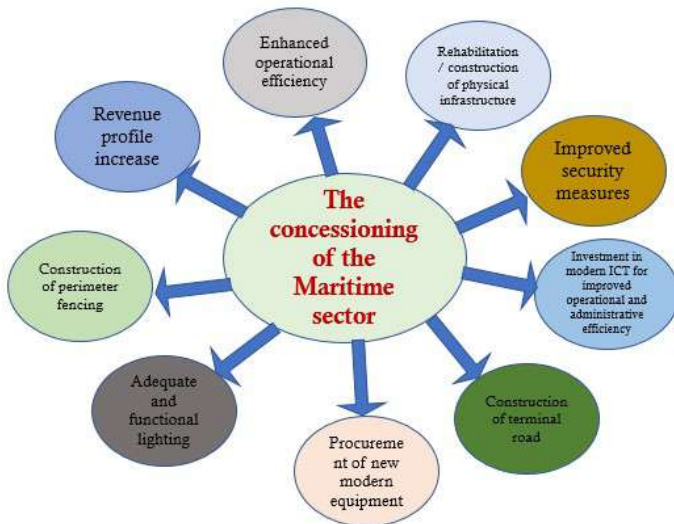 Enhanced
operational
efficiency
Rehabilitation
/ construction
of physical
infrastructure
Revenue
profile
increase
Improved
security
measures
The
concessioning
of the
Maritime
sector
Construction
of perimeter
fencing
Investment in
modern ICT for
improved
operational and
administrative
efficiency
Adequate
and
functional
lighting
Construction
of terminal
road
Procureme
nt of new
modern
equipment